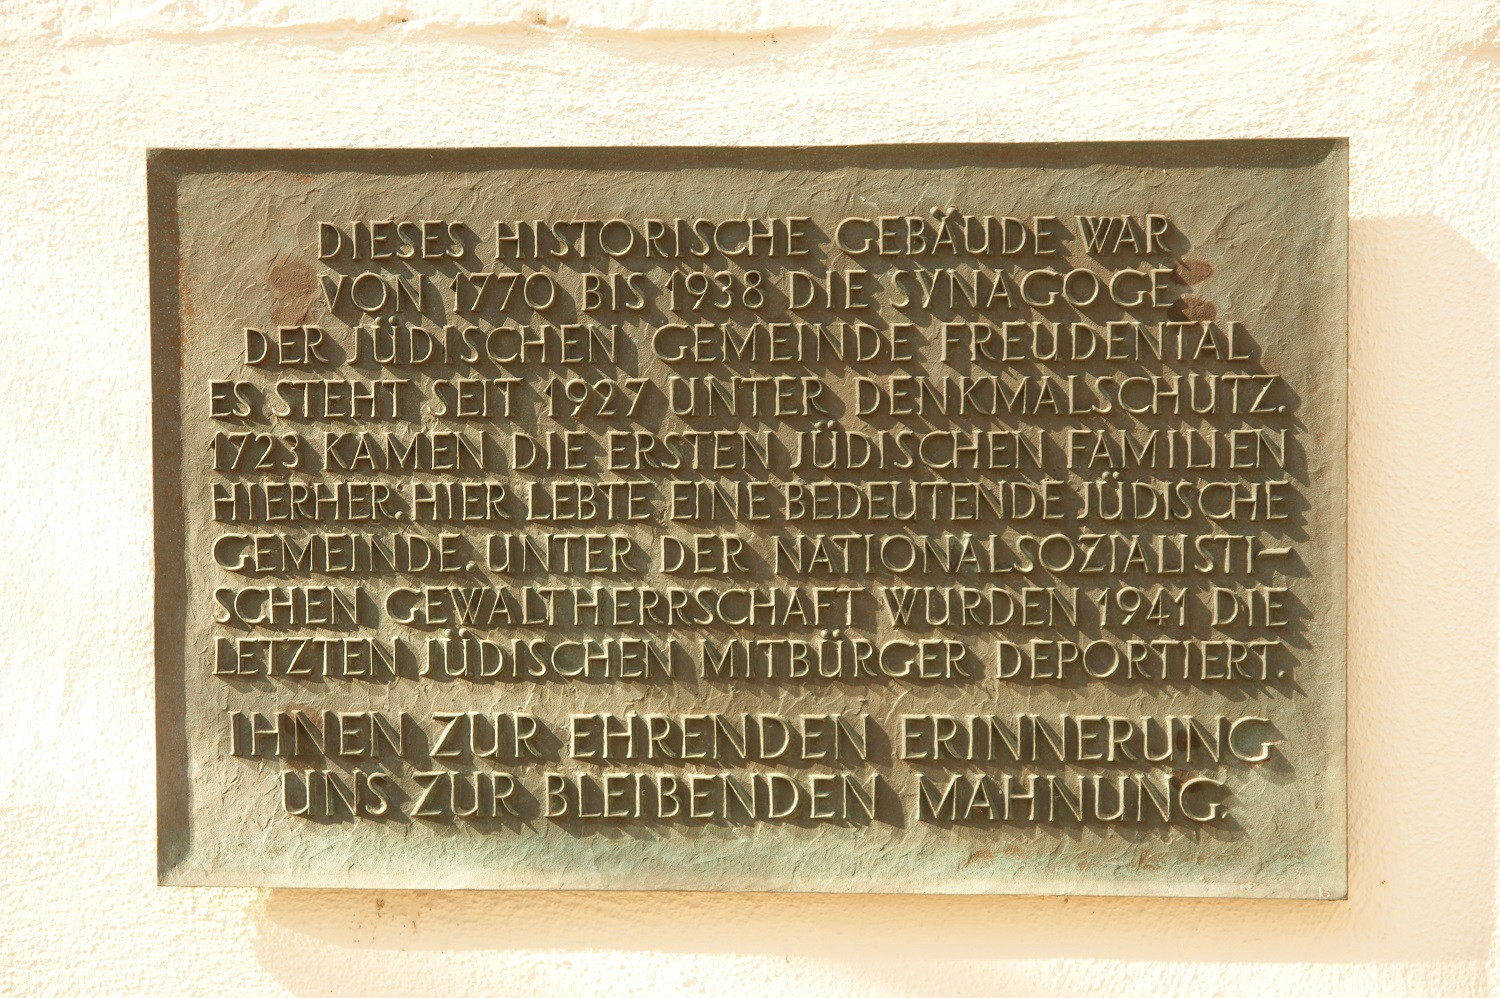 DIESES HISTORISCHE GEBÄUDE WAR
VON 1770 BIS 1938 DIE SYNAGOGE
DER JÜDISCHEN GEMEINDE FREUDENTAL
ES STEHT SEIT 1927 UNTER DENKMALSCHUTZ.
1723 KAMEN DIE ERSTEN JÜDISCHEN FAMILIEN
HIERHER. HIER LEBTE EINE BEDEUTENDE JÜDISCHE
GEMEINDE. UNTER DER NATIONALSOZIALISTI-
SCHEN GEWALTHERRSCHAFT WURDEN 1941 DIE
LETZTEN JÜDISCHEN MITBÜRGER DEPORTIERT.
IHNEN ZUR EHRENDEN ERINNERUNG
UNS ZUR BLEIBENDEN MAHNUNG.